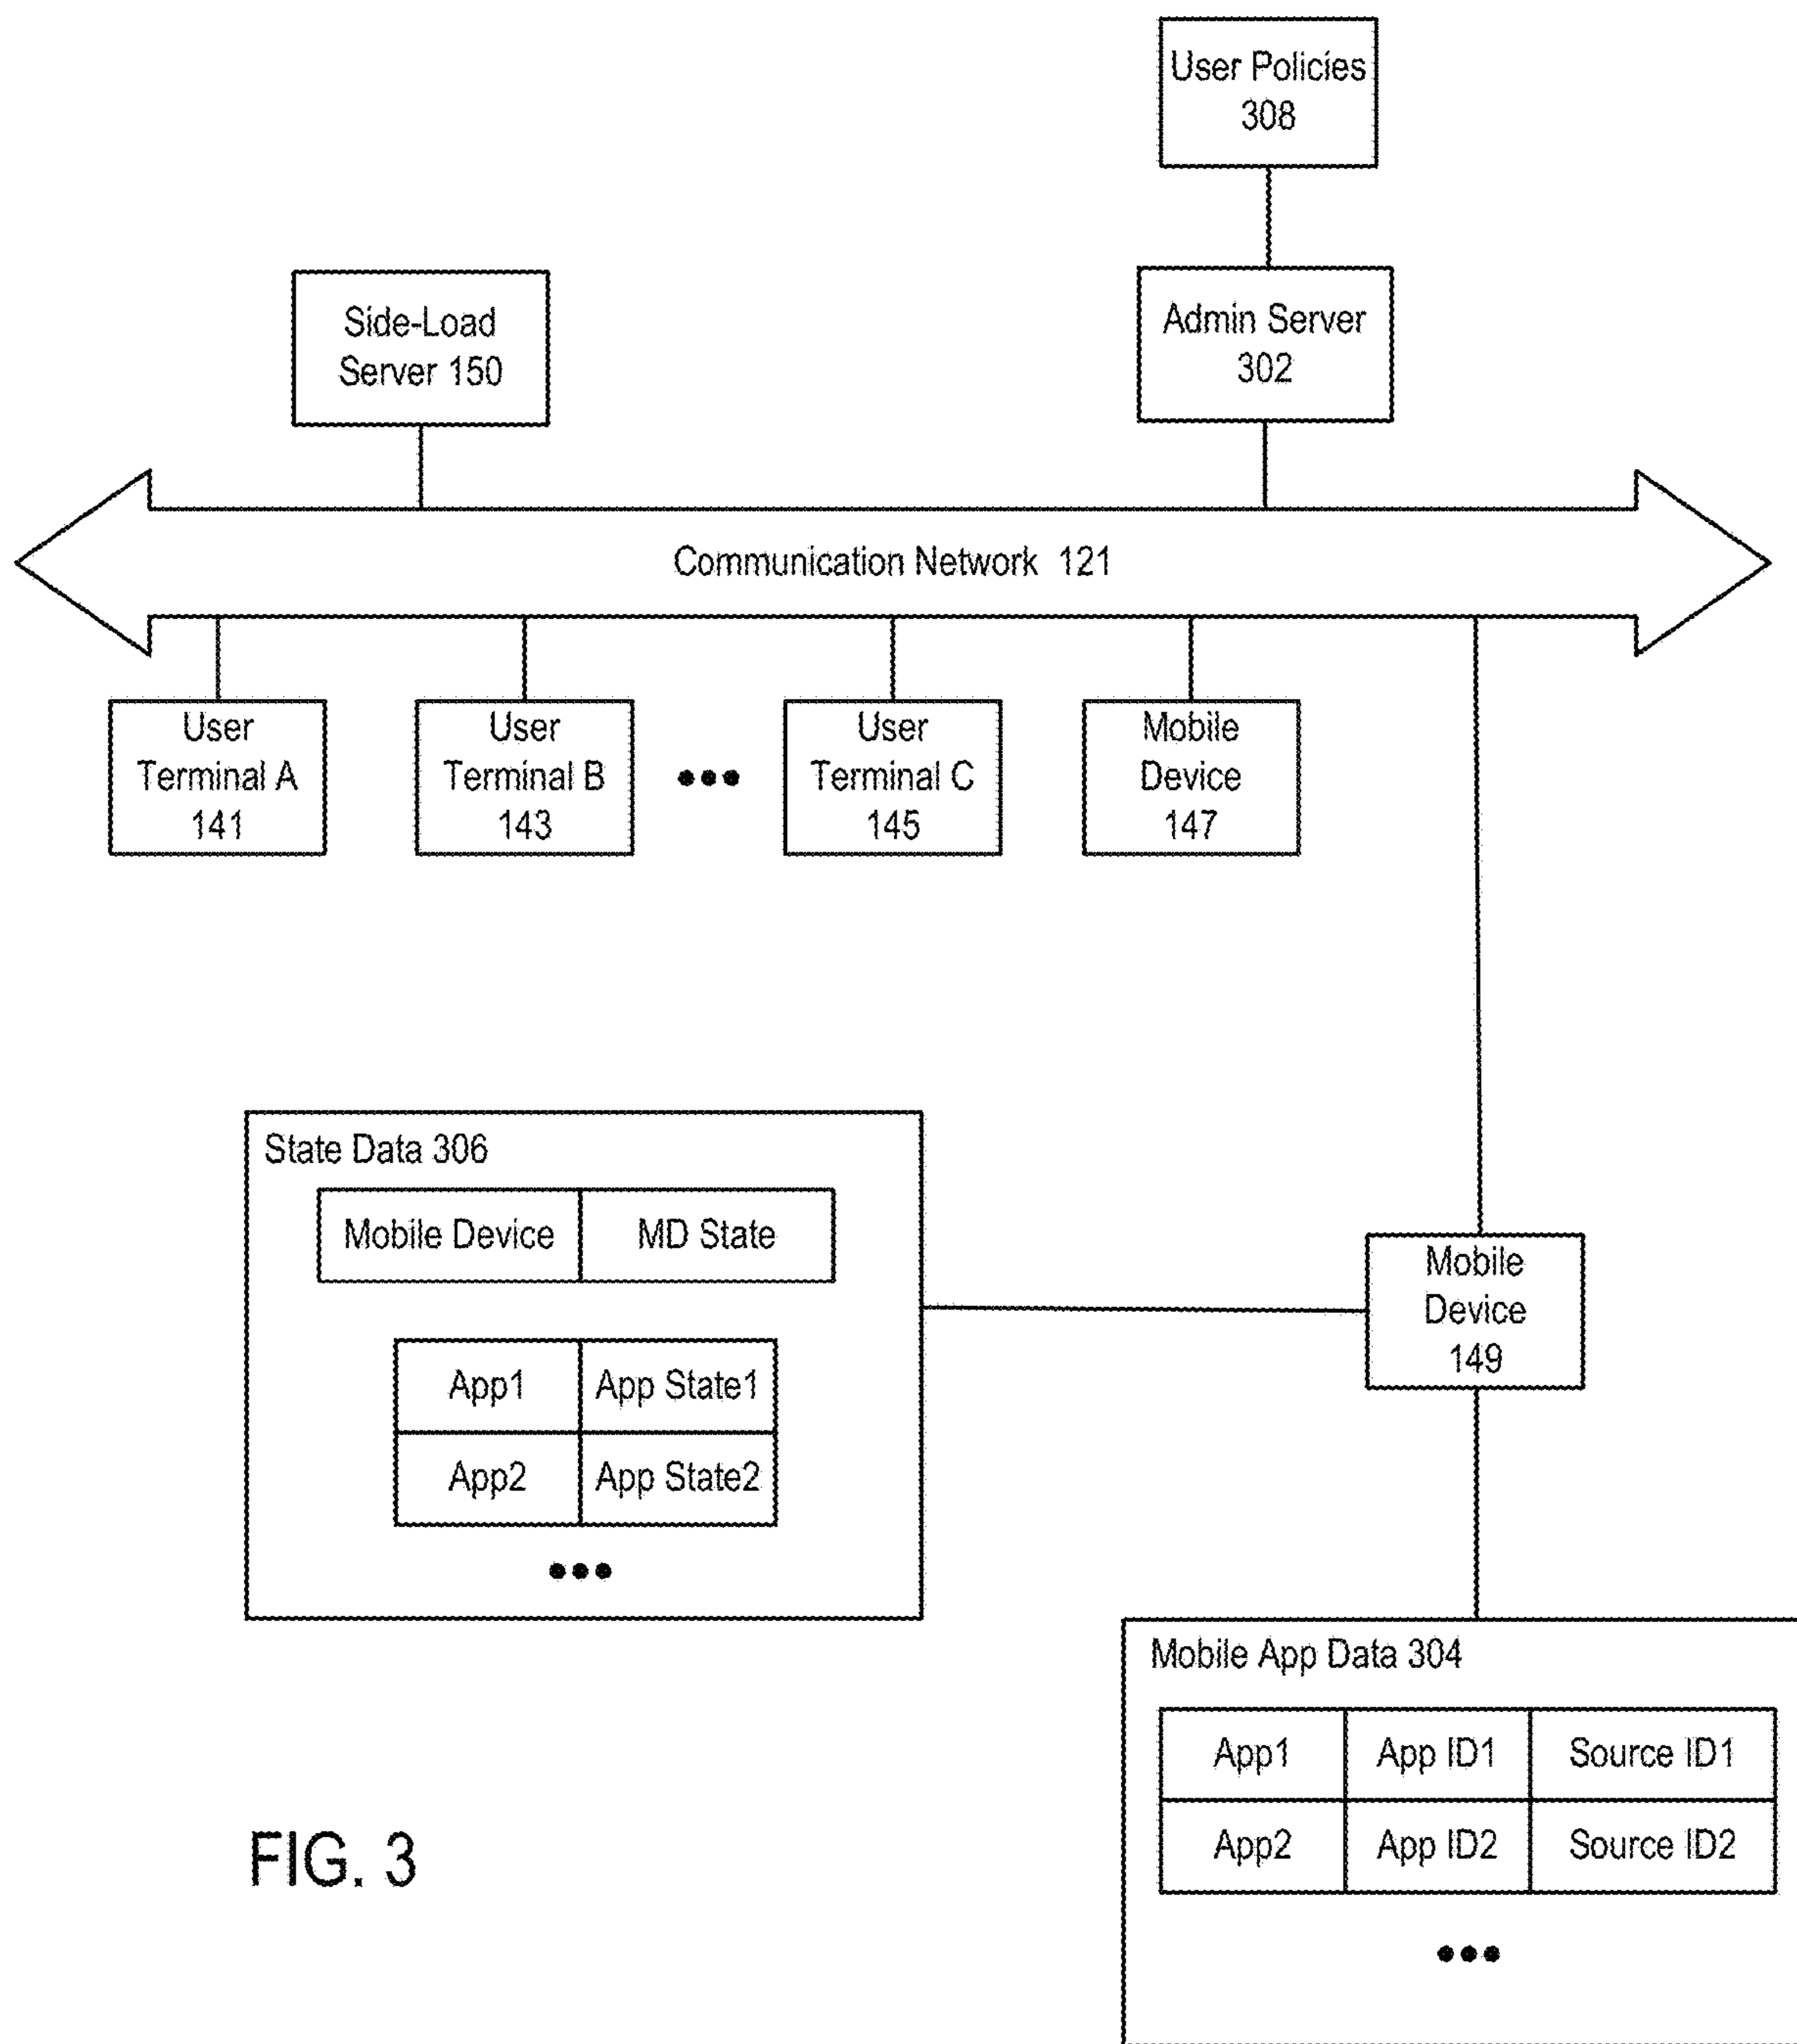 User Policies
308
Side-Load
Server 150
Admin Server
302
Communication Network 121
User
Terminal A
141
User
Terminal B
143
•••
User
Terminal C
145
Mobile
Device
147
State Data 306
Mobile Device MD State
App1 App State1
App2 App State2
•••
Mobile
Device
149
Mobile App Data 304
App1 App ID1 Source ID1
App2 App ID2 Source ID2
•••
FIG. 3